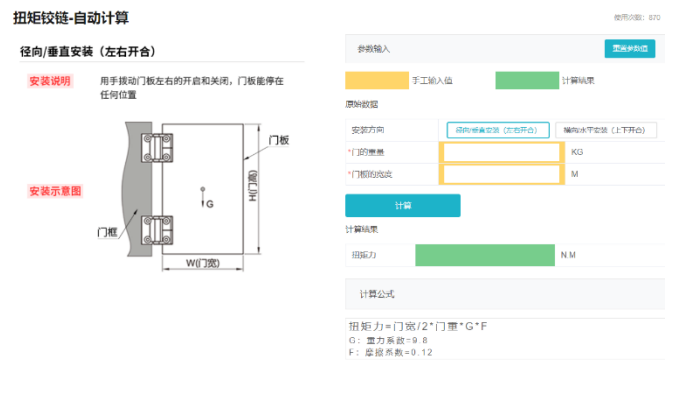 扭矩铰链-自动计算
使用次数：870
径向/垂直安装（左右开合）
安装说明
用手拨动门板左右的开启和关闭，门板能停在
任何位置
安装示意图
门板
H(门宽)
G
门框
W(门宽)
参数输入
重置参数值
手工输入值
计算结果
原始数据
安装方向
径向/垂直安装（左右开合）
横向/水平安装（上下开合）
*门的重量
KG
*门板的宽度
M
计算
计算结果
扭矩力
N.M
计算公式
扭矩力=门宽/2*门重*G*F
G：重力系数=9.8
F：摩擦系数=0.12